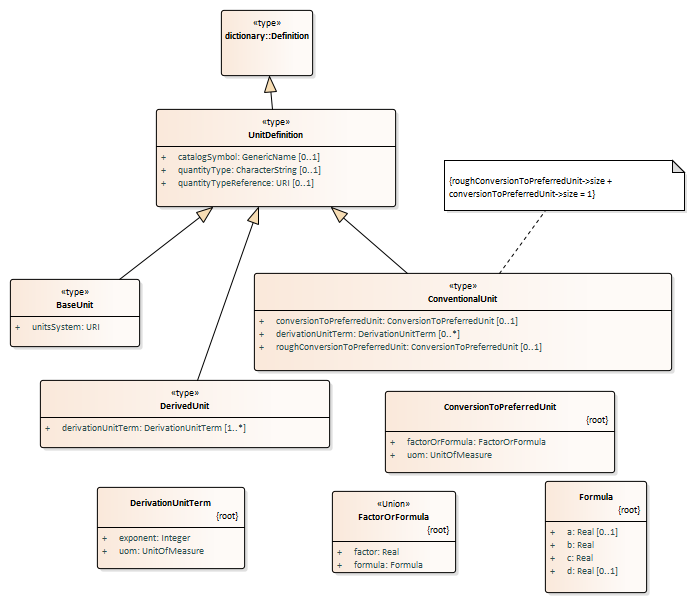 «type»
dictionary::Definition
«type»
UnitDefinition
+ catalogSymbol: GenericName [0..1]
+ quantityType: CharacterString [0..1]
+ quantityTypeReference: URI [0..1]
{roughConversionToPreferredUnit->size +
conversionToPreferredUnit->size = 1}
«type»
BaseUnit
+ unitsSystem: URI
«type»
ConventionalUnit
+ conversionToPreferredUnit: ConversionToPreferredUnit [0..1]
+ derivationUnitTerm: DerivationUnitTerm [0..*]
+ roughConversionToPreferredUnit: ConversionToPreferredUnit [0..1]
«type»
DerivedUnit
+ derivationUnitTerm: DerivationUnitTerm [1..*]
ConversionToPreferredUnit
{root}
+ factorOrFormula: FactorOrFormula
+ uom: UnitOfMeasure
DerivationUnitTerm
{root}
+ exponent: Integer
+ uom: UnitOfMeasure
«Union»
FactorOrFormula
{root}
+ factor: Real
+ formula: Formula
Formula
{root}
+ a: Real [0..1]
+ b: Real
+ c: Real
+ d: Real [0..1]